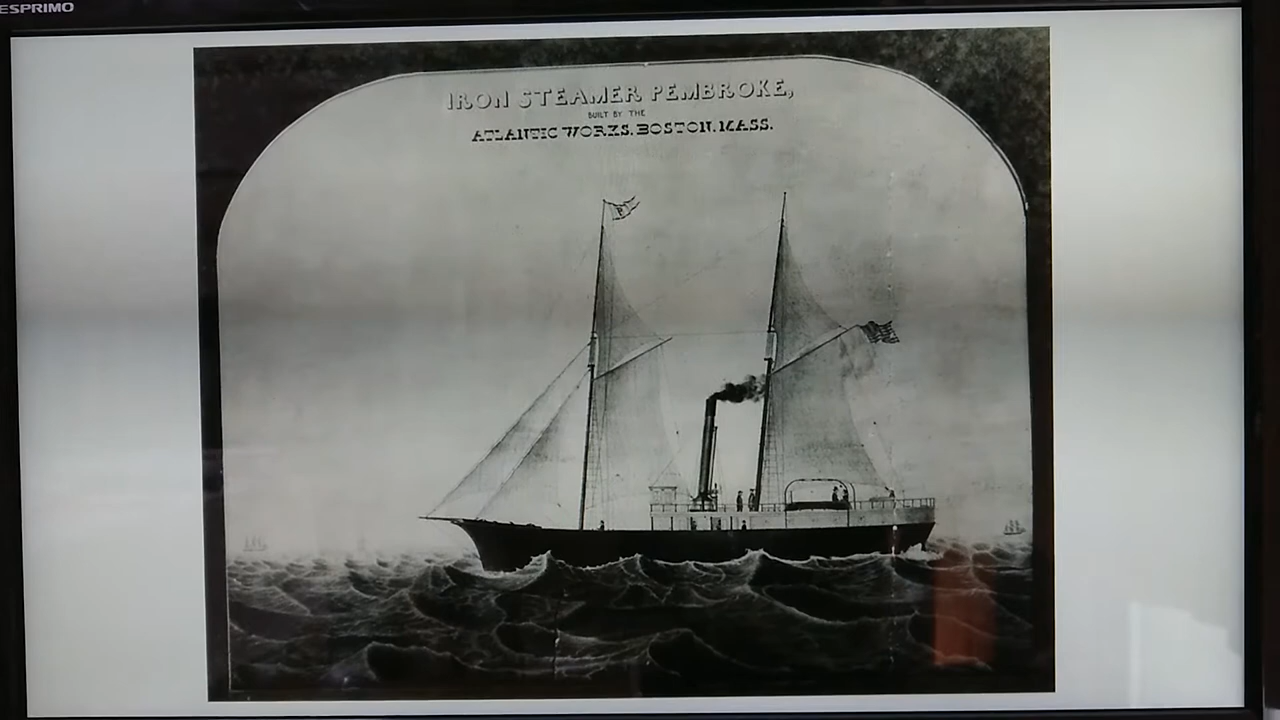 ESPRIMO
IRON STEAMER PEMBROKE,
BUILT BY THE
ATLANTIC WORKS. BOSTON. MASS.
P